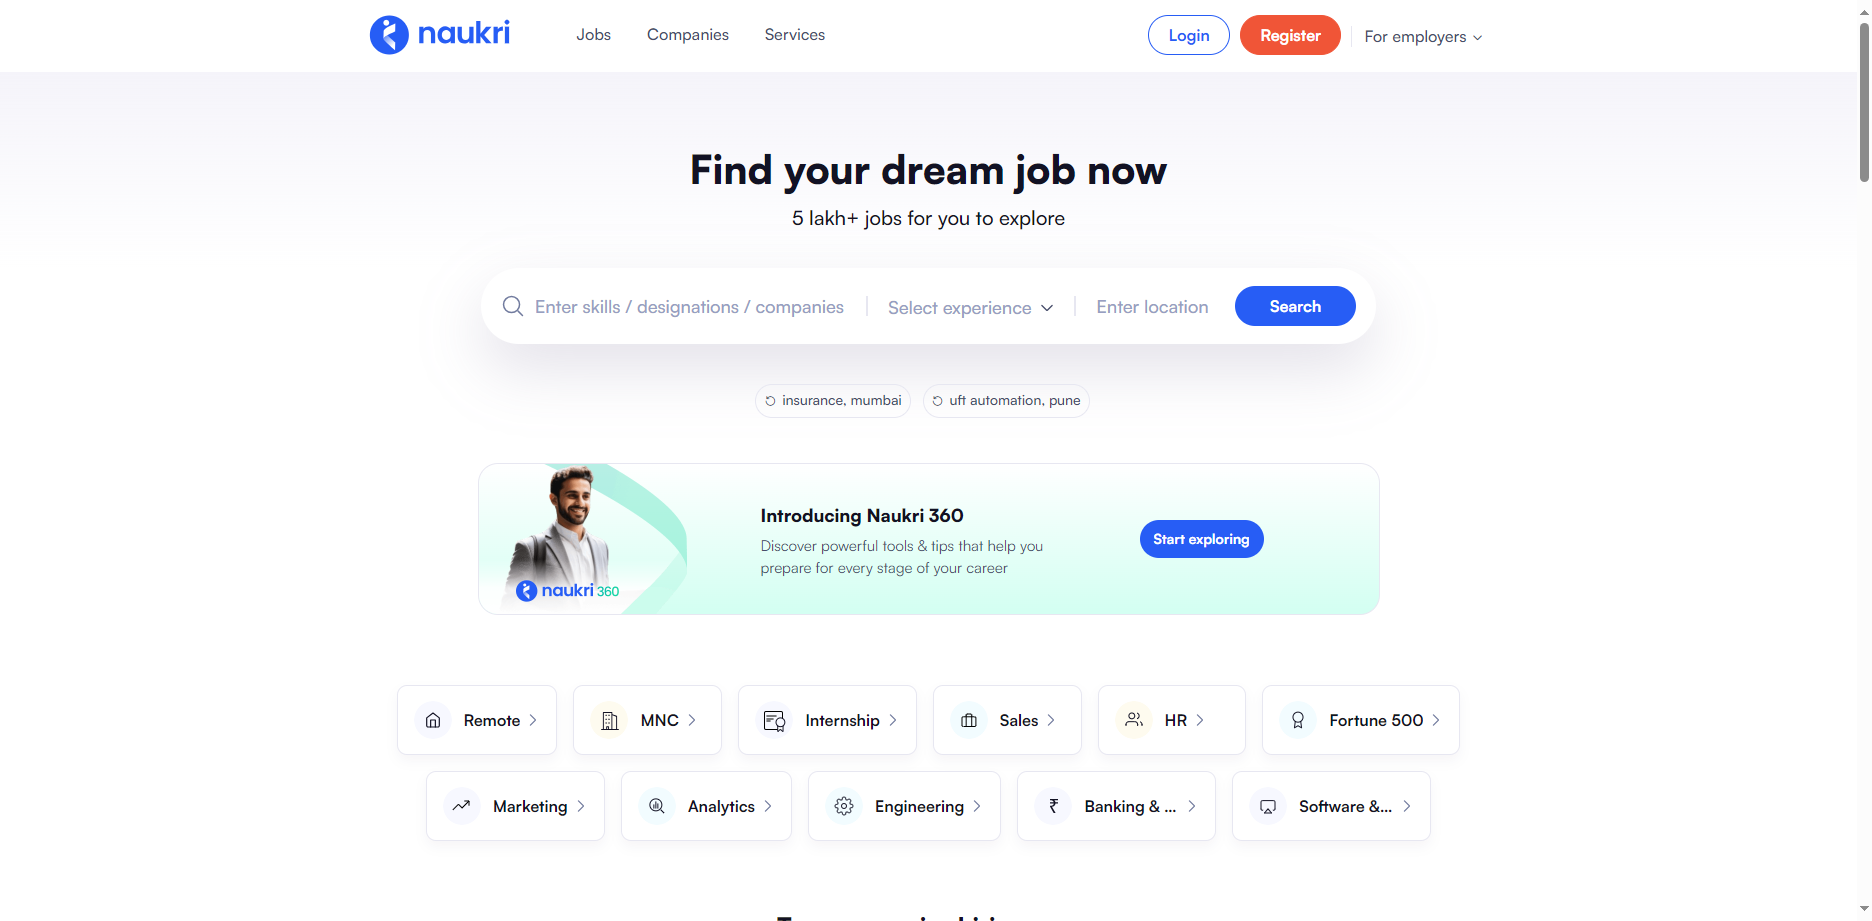 naukri
Jobs
Companies
Services
Login
Register
For employers
Find your dream job now
5 lakh+ jobs for you to explore
Enter skills / designations / companies
Select experience
Enter location
Search
insurance, mumbai
uft automation, pune
naukri 360
Introducing Naukri 360
Discover powerful tools & tips that help you
prepare for every stage of your career
Start exploring
Remote
MNC
Internship
Sales
HR
Fortune 500
Marketing
Analytics
Engineering
₹
Banking & ...
Software &...